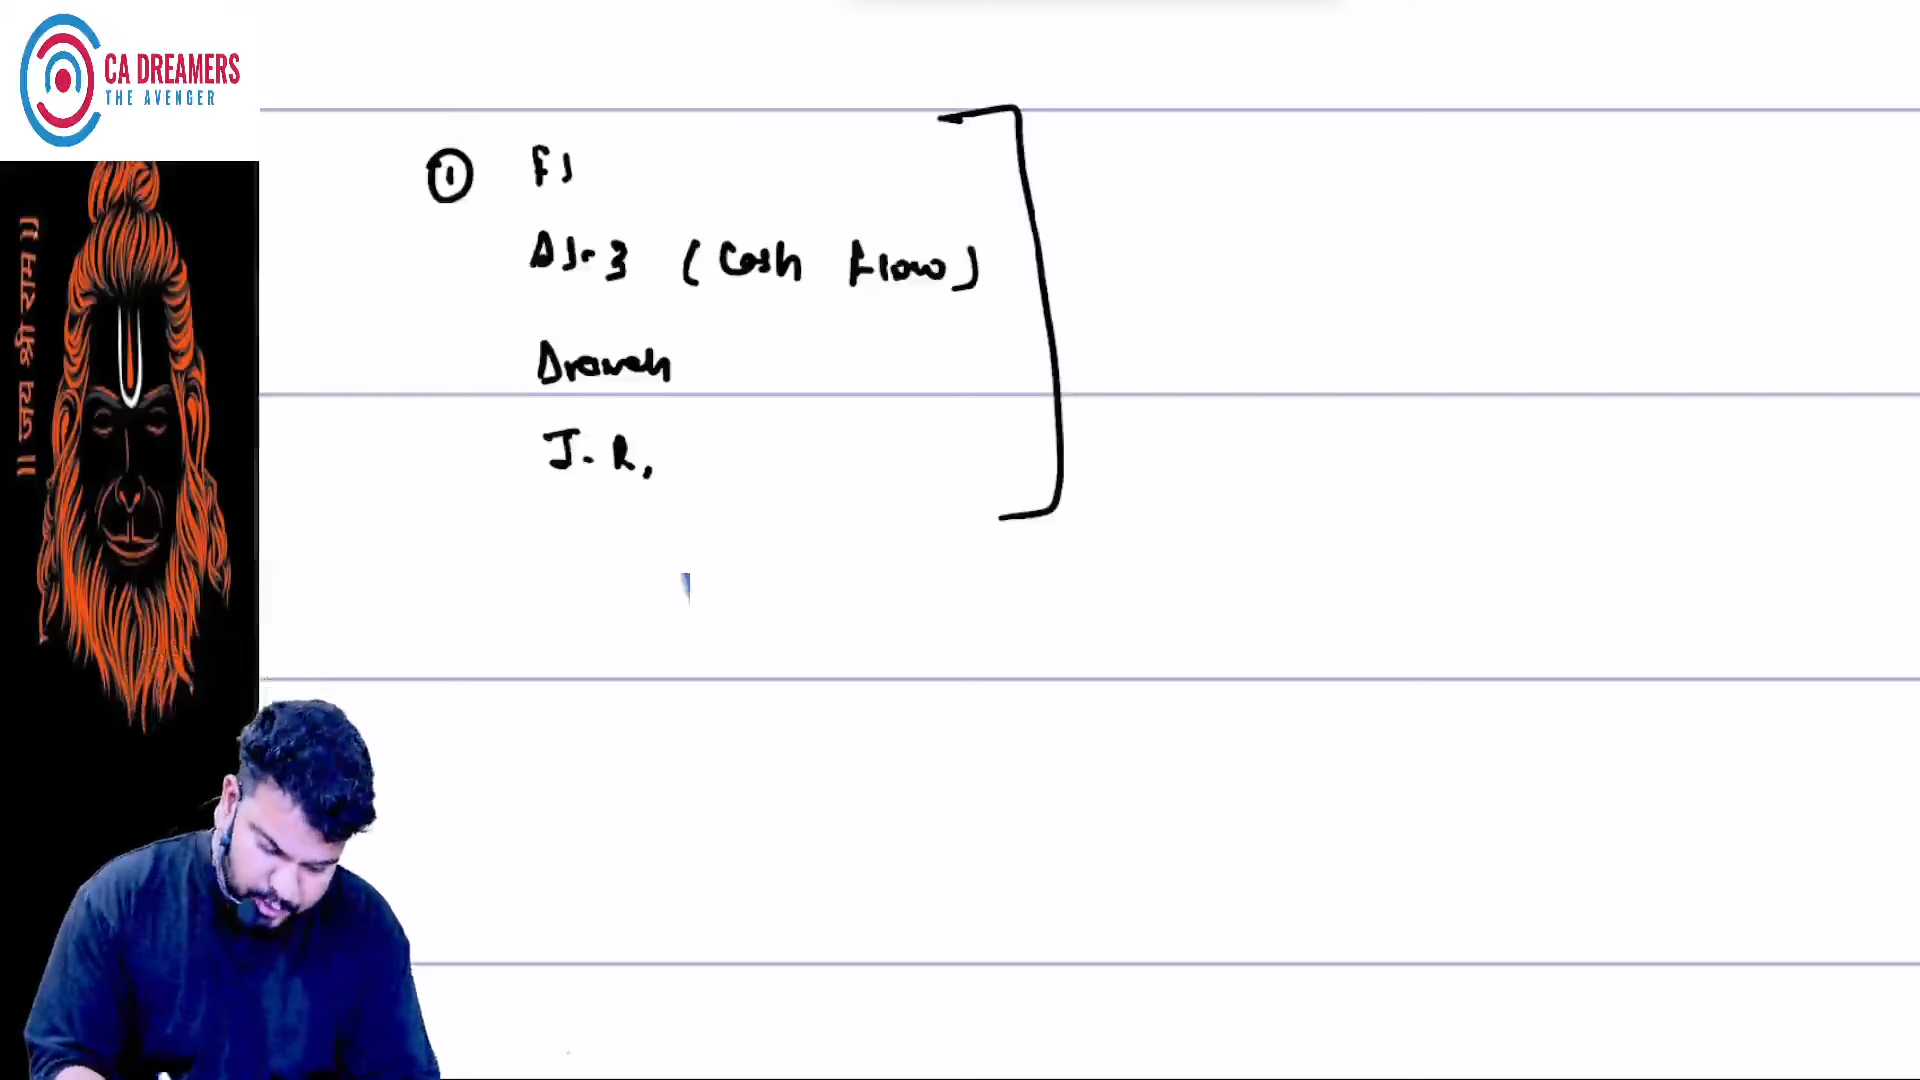 CA DREAMERS
THE AVENGER
॥ जय श्री राम ॥
① FS
AS-3 (Cash flow)
Branch
I-R.